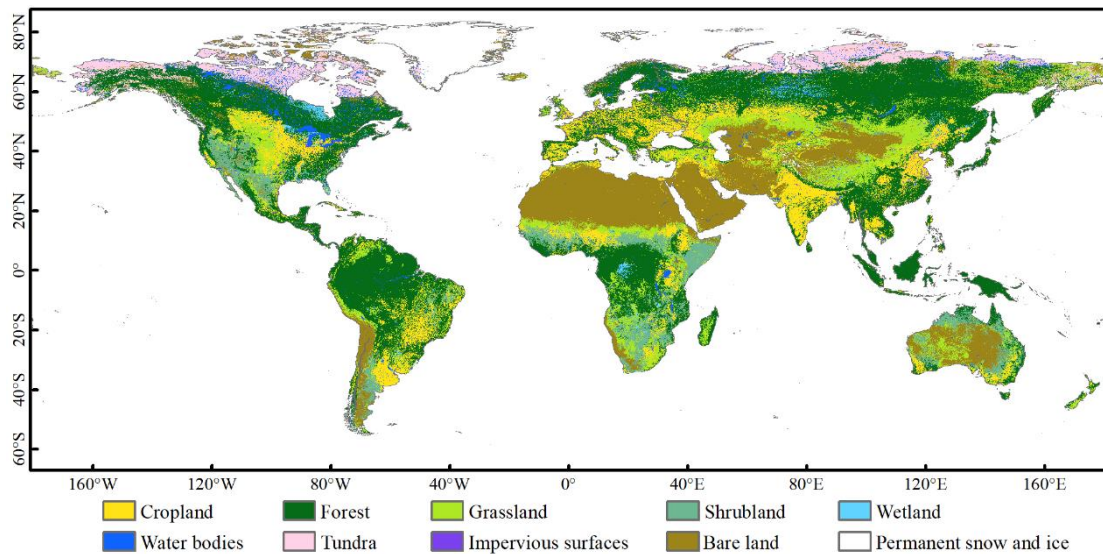 80°N
60°N
40°N
20°N
0°
20°S
40°S
60°S
160°W 120°W 80°W 40°W 0° 40°E 80°E 120°E 160°E
Cropland Forest Grassland Shrubland Wetland
Water bodies Tundra Impervious surfaces Bare land Permanent snow and ice